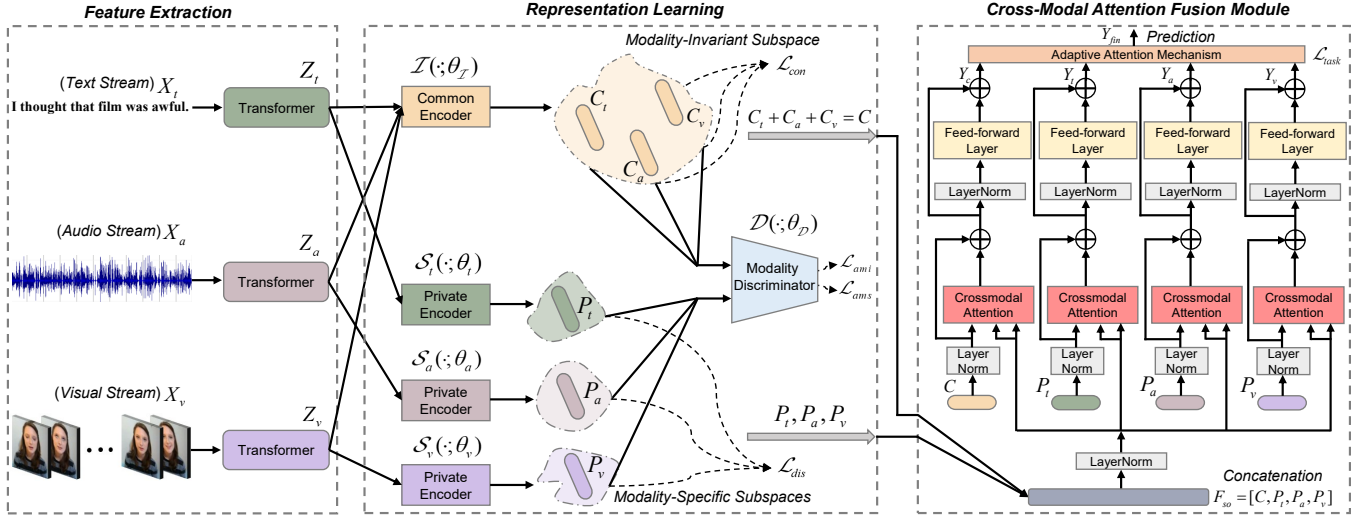 Feature Extraction
(Text Stream) X_t
I thought that film was awful.
Z_t
Transformer
(Audio Stream) X_a
Z_a
Transformer
(Visual Stream) X_v
Z_v
Transformer
Representation Learning
Modality-Invariant Subspace
I(·;θ_I)
Common
Encoder
C_t
C_v
C_a
L_con
C_t + C_a + C_v = C
D(·;θ_D)
Modality
Discriminator
L_ami
L_ams
S_t(·;θ_t)
Private
Encoder
P_t
S_a(·;θ_a)
Private
Encoder
P_a
S_v(·;θ_v)
Private
Encoder
P_v
P_t, P_a, P_v
L_dis
Modality-Specific Subspaces
Cross-Modal Attention Fusion Module
Y_fin
Prediction
Adaptive Attention Mechanism
L_task
Y_c
Y_t
Y_a
Y_v
Feed-forward
Layer
Feed-forward
Layer
Feed-forward
Layer
Feed-forward
Layer
LayerNorm
LayerNorm
LayerNorm
LayerNorm
Crossmodal
Attention
Crossmodal
Attention
Crossmodal
Attention
Crossmodal
Attention
Layer
Norm
Layer
Norm
Layer
Norm
Layer
Norm
C
P_t
P_a
P_v
LayerNorm
Concatenation
F_so = [C, P_t, P_a, P_v]